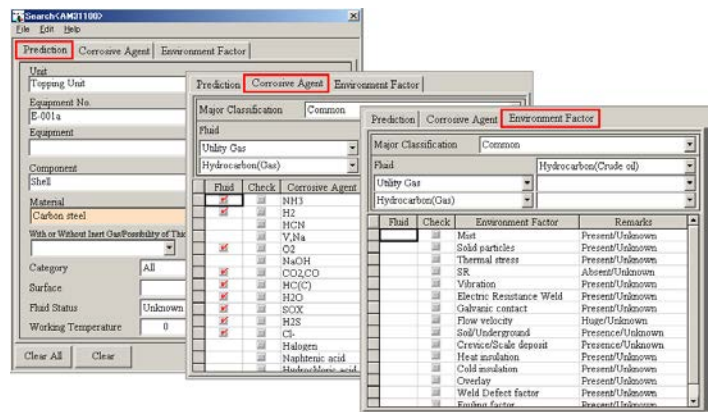 Search<AM31100>
File Edit Help
Prediction Corrosive Agent Environment Factor
Unit
Topping Unit
Equipment No.
E-001a
Equipment
Component
Shell
Material
Carbon steel
With or Without Inert Gas/Possibility of Thic
Category All
Surface
Fluid Status Unknown
Working Temperature 0
Clear All Clear
Prediction Corrosive Agent Environment Factor
Major Classification Common
Fluid
Utility Gas
Hydrocarbon(Gas)
Fluid Check Corrosive Agent
NH3
H2
HCN
V,Na
O2
NaOH
CO2,CO
HC(C)
H2O
SOX
H2S
Cl-
Halogen
Naphtenic acid
Hydrochloric acid
Prediction Corrosive Agent Environment Factor
Major Classification Common
Fluid Hydrocarbon(Crude oil)
Utility Gas
Hydrocarbon(Gas)
Fluid Check Environment Factor Remarks
Mist Present/Unknown
Solid particles Present/Unknown
Thermal stress Present/Unknown
SR Absent/Unknown
Vibration Present/Unknown
Electric Resistance Weld Present/Unknown
Galvanic contact Present/Unknown
Flow velocity Huge/Unknown
Soil/Underground Presence/Unknown
Crevice/Scale deposit Presence/Unknown
Heat insulation Present/Unknown
Cold insulation Present/Unknown
Overlay Present/Unknown
Weld Defect factor Present/Unknown
Fouling factor Present/Unknown